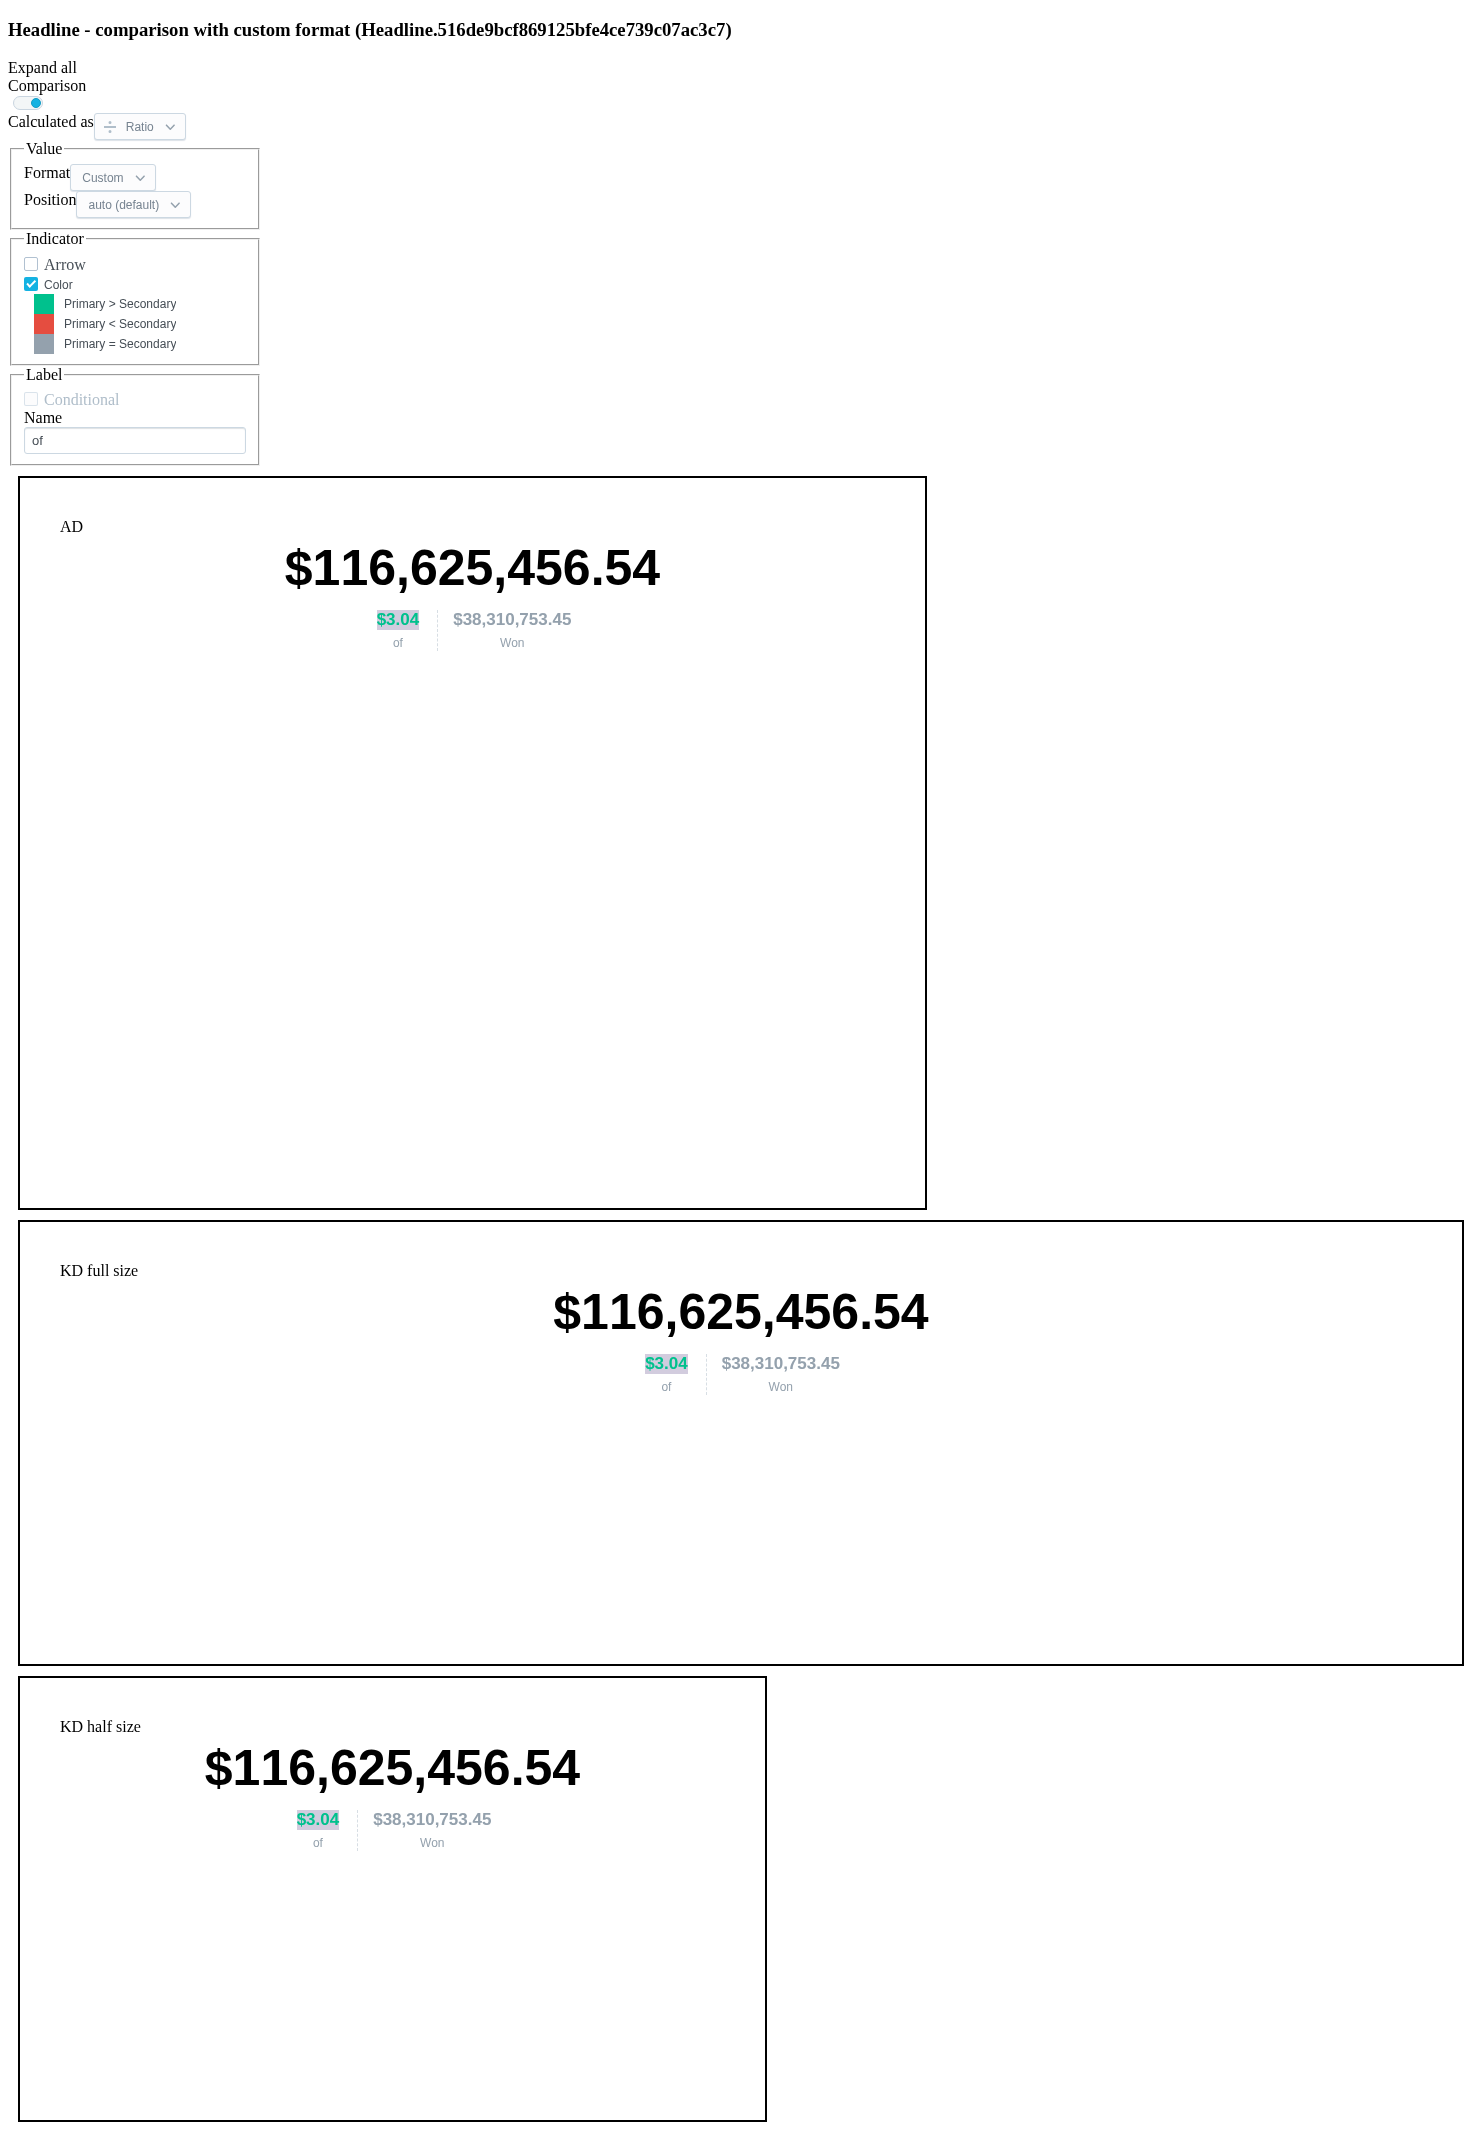 Headline - comparison with custom format (Headline.516de9bcf869125bfe4ce739c07ac3c7)
Expand all
Comparison
Calculated as Ratio
Value
Format Custom
Position auto (default)
Indicator
Arrow
Color
Primary > Secondary
Primary < Secondary
Primary = Secondary
Label
Conditional
Name
of
AD
$116,625,456.54
$3.04 $38,310,753.45
of Won
KD full size
$116,625,456.54
$3.04 $38,310,753.45
of Won
KD half size
$116,625,456.54
$3.04 $38,310,753.45
of Won